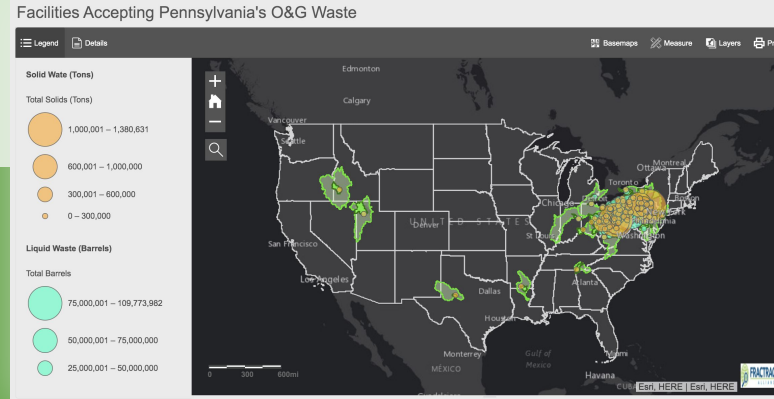 Facilities Accepting Pennsylvania's O&G Waste
Legend
Details
Basemaps
Measure
Layers
Solid Wate (Tons)
Total Solids (Tons)
1,000,001 – 1,380,631
600,001 – 1,000,000
300,001 – 600,000
0 – 300,000
Liquid Waste (Barrels)
Total Barrels
75,000,001 – 109,773,982
50,000,001 – 75,000,000
25,000,001 – 50,000,000
Edmonton
Calgary
Vancouver
Seattle
Montreal
Ottawa
Toronto
Boston
Detroit
Chicago
UNITED STATES
Denver
St Louis
Washington
San Francisco
Los Angeles
Atlanta
Dallas
Houston
Monterrey
Gulf of
Mexico
Miami
MÉXICO
Havana
0 300 600mi
Esri, HERE | Esri, HERE